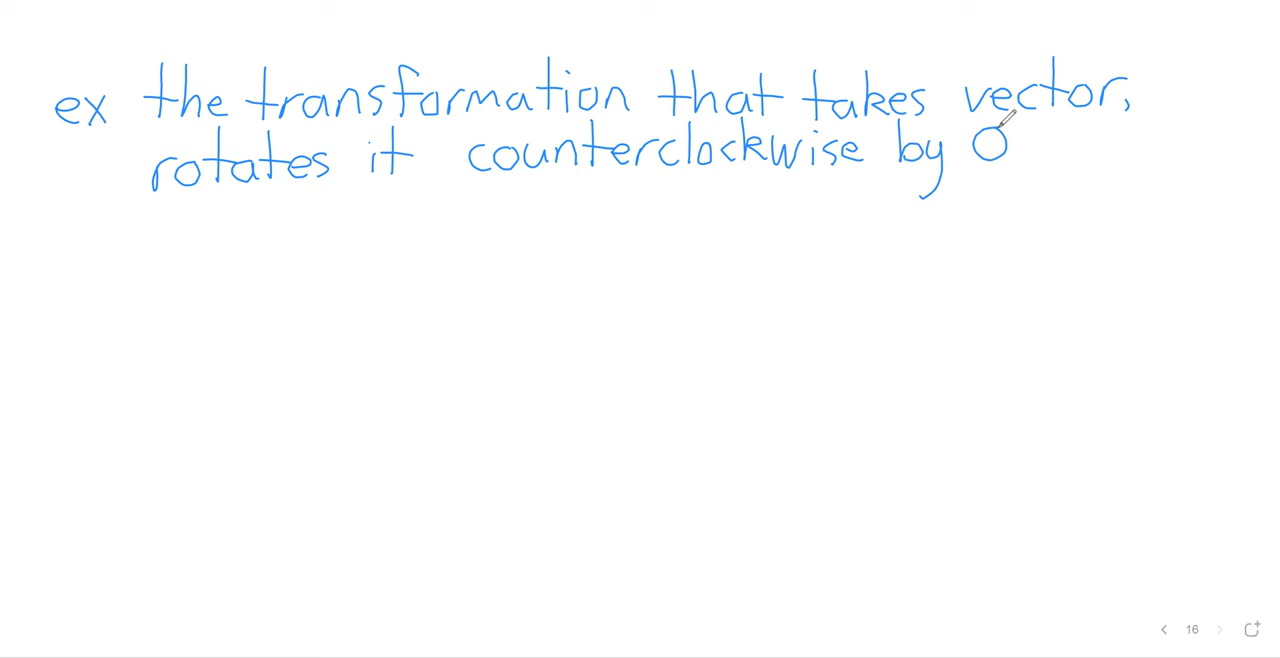 ex the transformation that takes vector,
rotates it counterclockwise by O
16